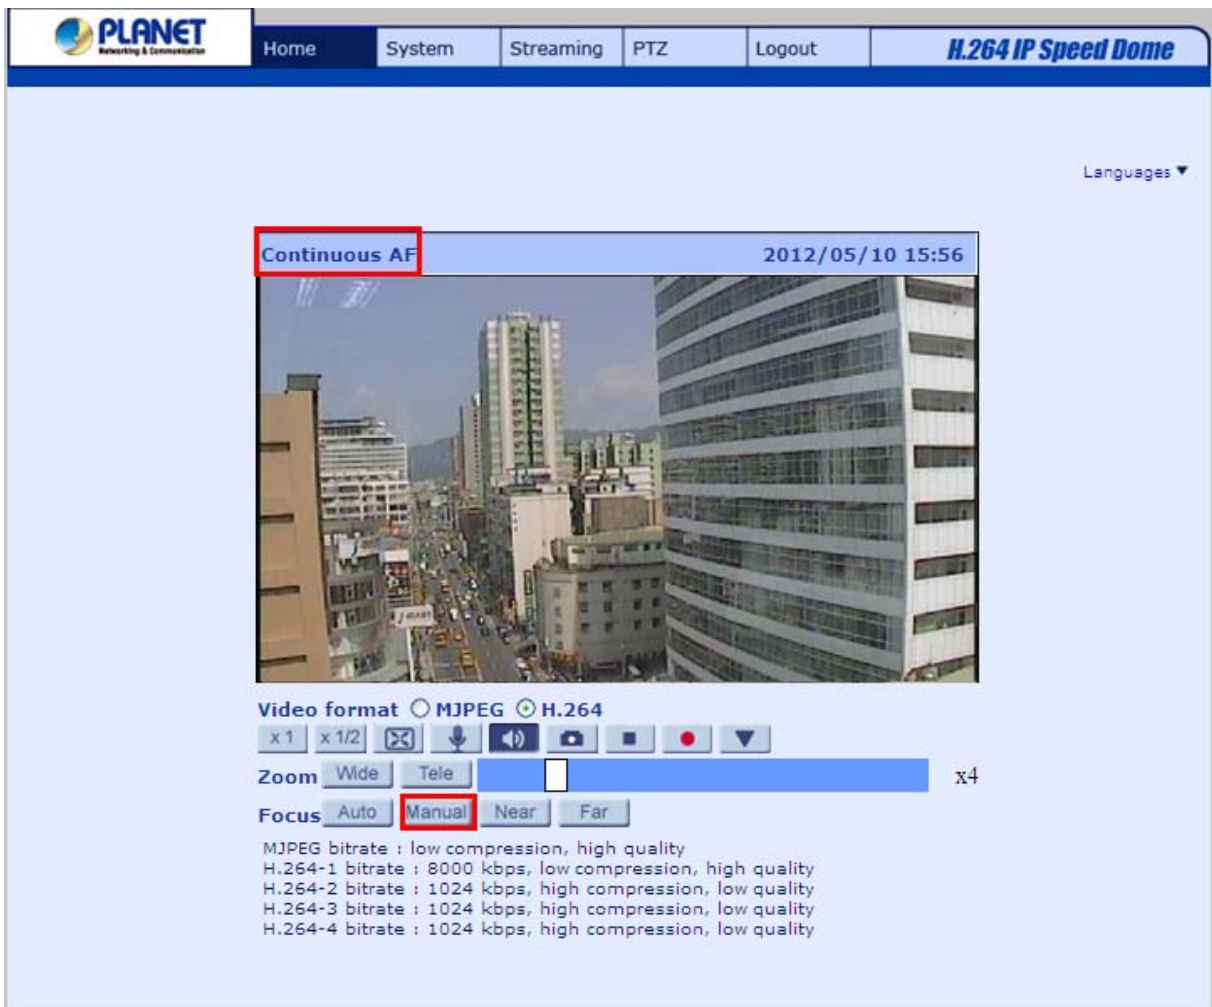 PLANET
Networking & Communication
Home System Streaming PTZ Logout H.264 IP Speed Dome
Languages
Continuous AF 2012/05/10 15:56
Video format MJPEG H.264
x 1 x 1/2
Zoom Wide Tele x4
Focus Auto Manual Near Far
MJPEG bitrate : low compression, high quality
H.264-1 bitrate : 8000 kbps, low compression, high quality
H.264-2 bitrate : 1024 kbps, high compression, low quality
H.264-3 bitrate : 1024 kbps, high compression, low quality
H.264-4 bitrate : 1024 kbps, high compression, low quality